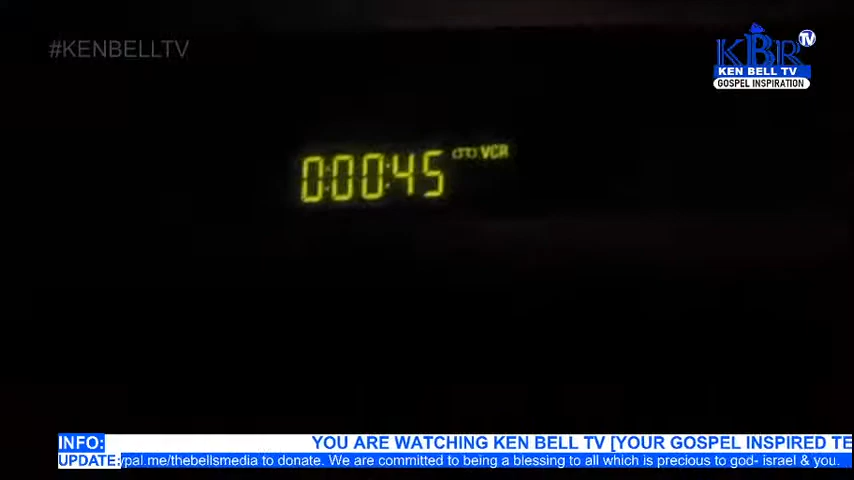 #KENBELLTV
KBR TV
KEN BELL TV
GOSPEL INSPIRATION
0:00:45 VCR
INFO: YOU ARE WATCHING KEN BELL TV [YOUR GOSPEL INSPIRED TE
UPDATE: ypal.me/thebellsmedia to donate. We are committed to being a blessing to all which is precious to god- israel & you.